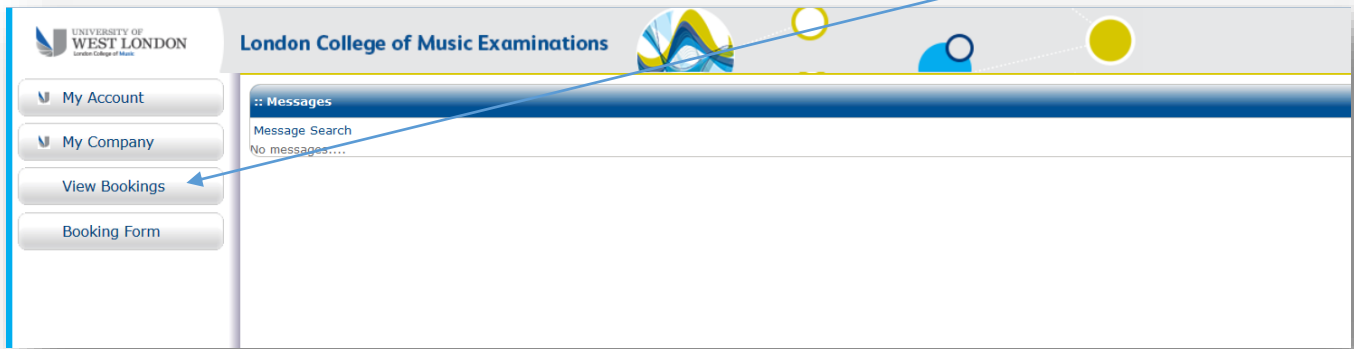 UNIVERSITY OF
WEST LONDON
London College of Music
London College of Music Examinations
My Account
My Company
View Bookings
Booking Form
:: Messages
Message Search
No messages....